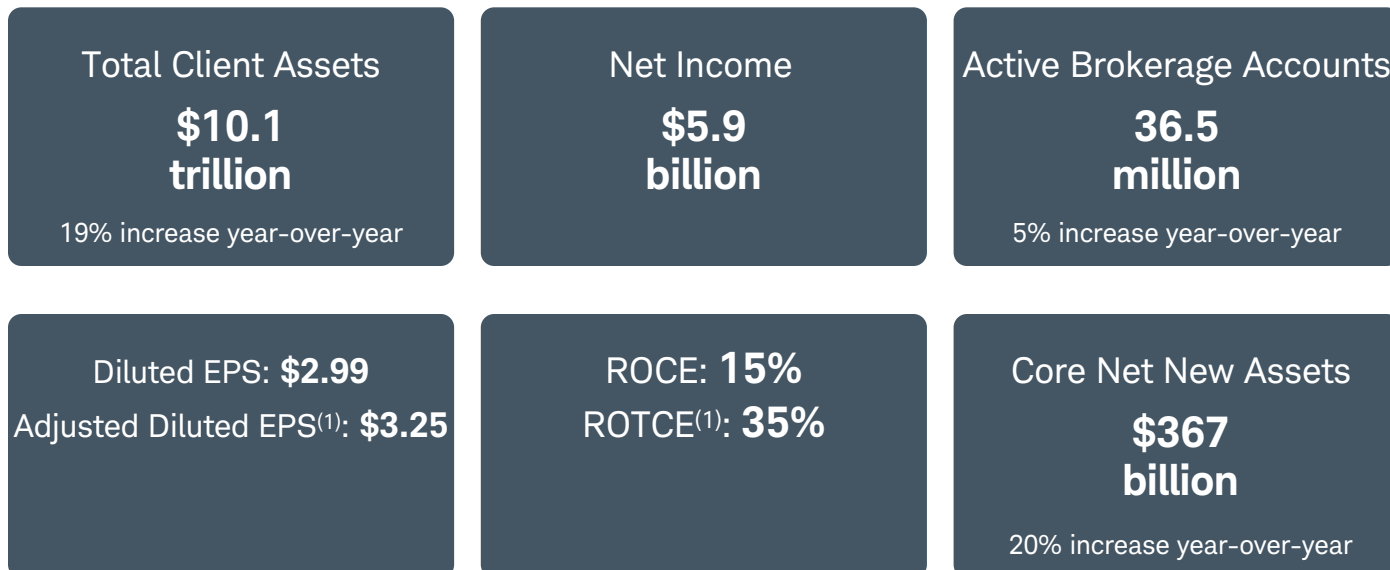 Total Client Assets
$10.1
trillion
19% increase year-over-year
Net Income
$5.9
billion
Active Brokerage Accounts
36.5
million
5% increase year-over-year
Diluted EPS: $2.99
Adjusted Diluted EPS(1): $3.25
ROCE: 15%
ROTCE(1): 35%
Core Net New Assets
$367
billion
20% increase year-over-year